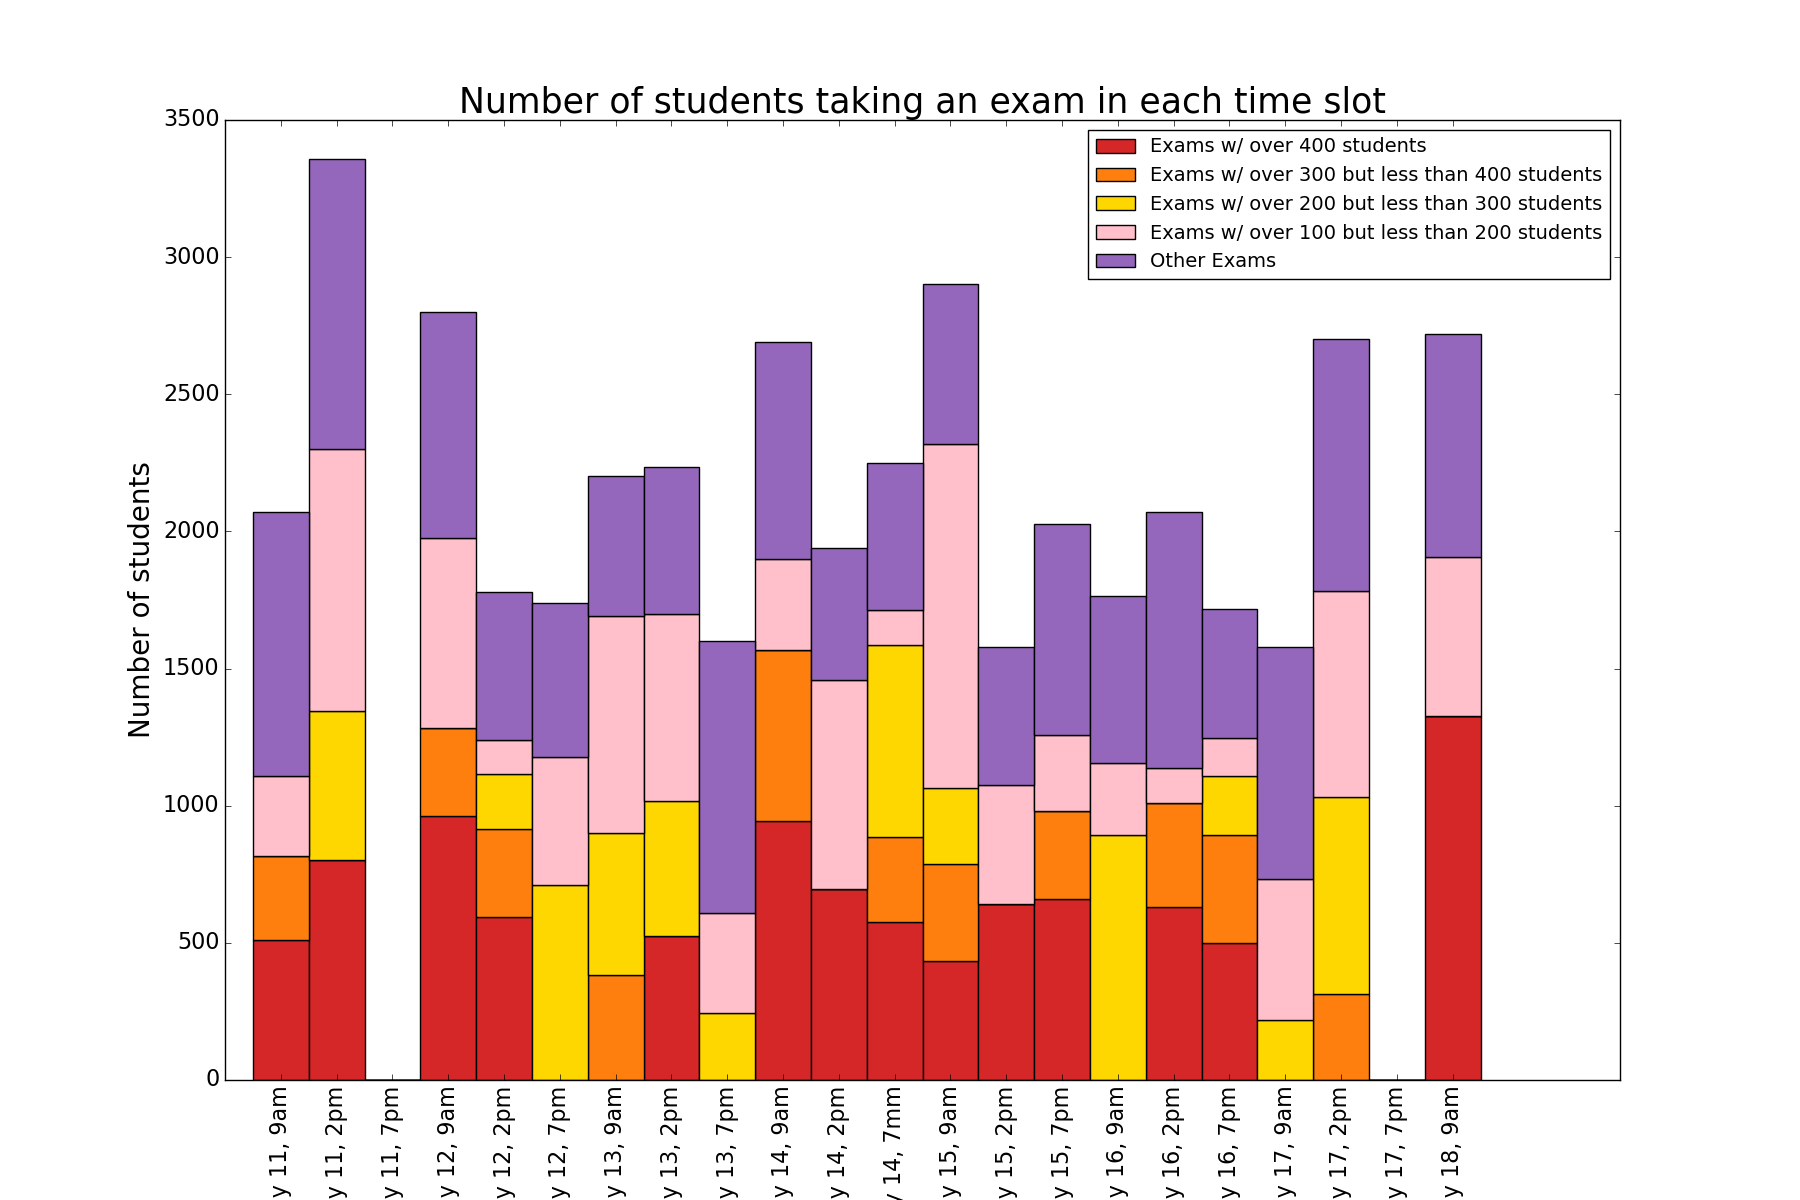 Number of students taking an exam in each time slot
Exams w/ over 400 students
Exams w/ over 300 but less than 400 students
Exams w/ over 200 but less than 300 students
Exams w/ over 100 but less than 200 students
Other Exams
Number of students
3500
3000
2500
2000
1500
1000
500
0
y 11, 9am
y 11, 2pm
y 11, 7pm
y 12, 9am
y 12, 2pm
y 12, 7pm
y 13, 9am
y 13, 2pm
y 13, 7pm
y 14, 9am
y 14, 2pm
y 14, 7mm
y 15, 9am
y 15, 2pm
y 15, 7pm
y 16, 9am
y 16, 2pm
y 16, 7pm
y 17, 9am
y 17, 2pm
y 17, 7pm
y 18, 9am